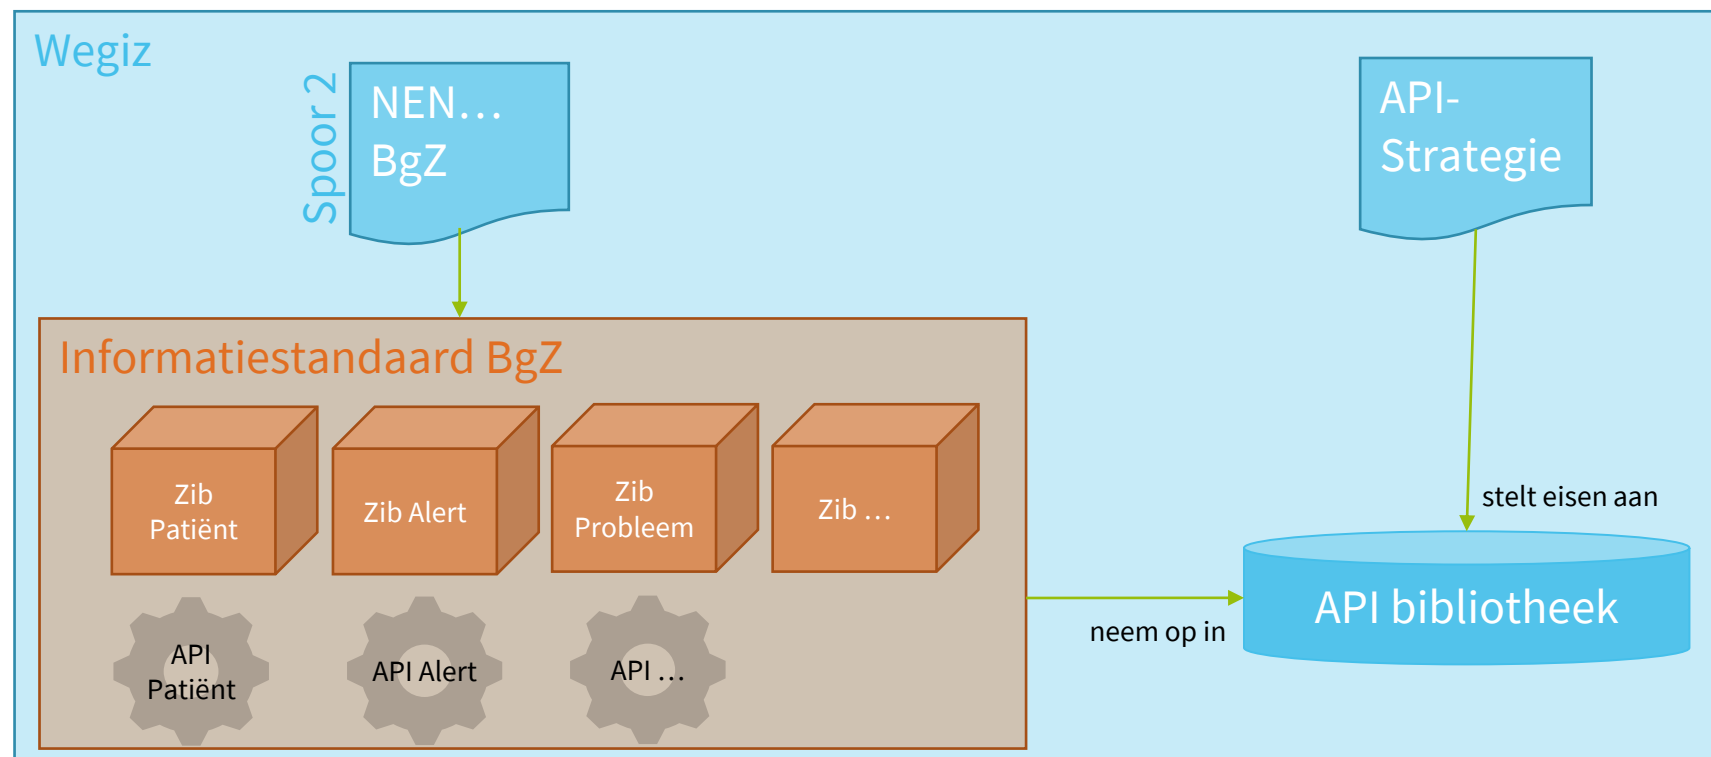 Wegiz
Spoor 2
NEN…
BgZ
API-
Strategie
Informatiestandaard BgZ
Zib
Patiënt
Zib Alert
Zib
Probleem
Zib …
API
Patiënt
API Alert
API …
neem op in
stelt eisen aan
API bibliotheek